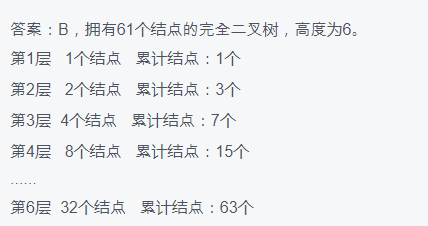 答案：B，拥有61个结点的完全二叉树，高度为6。
第1层 1个结点 累计结点：1个
第2层 2个结点 累计结点：3个
第3层 4个结点 累计结点：7个
第4层 8个结点 累计结点：15个
......
第6层 32个结点 累计结点：63个